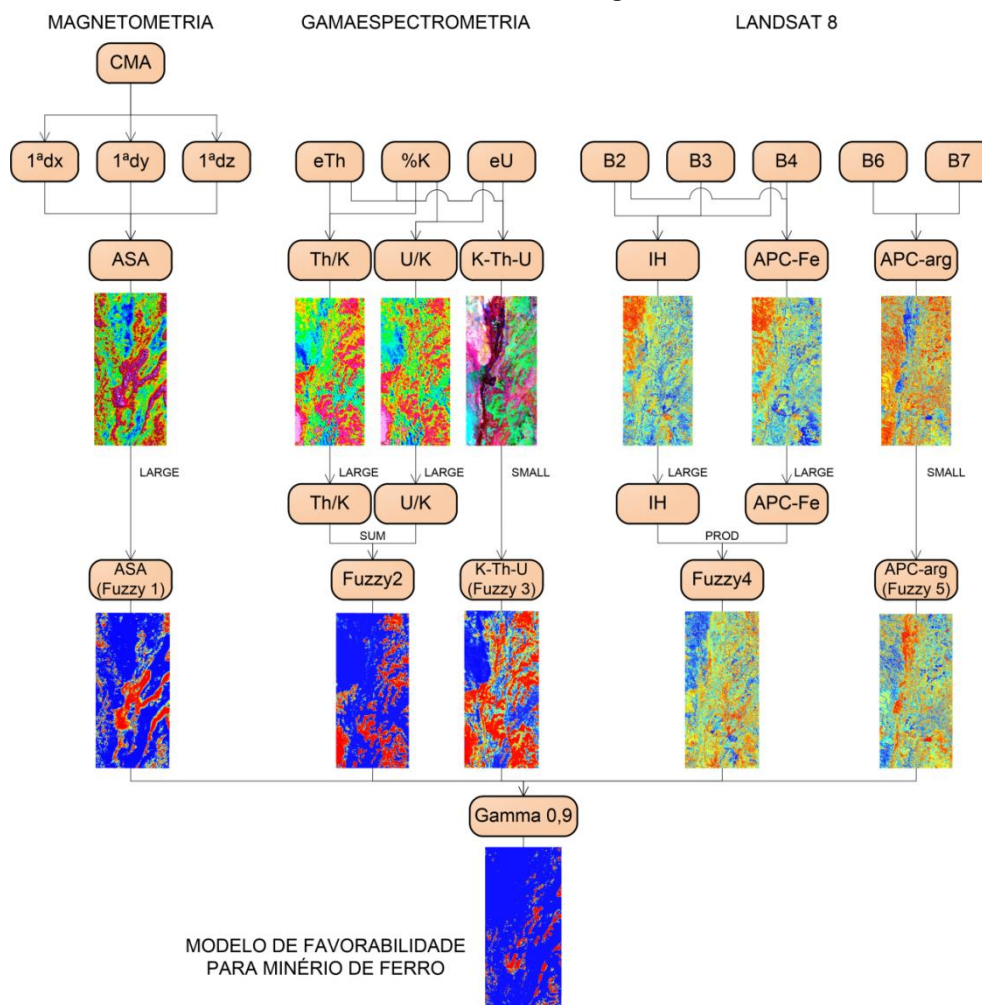 MAGNETOMETRIA GAMAESPECTROMETRIA LANDSAT 8
CMA
1ªdx 1ªdy 1ªdz eTh %K eU B2 B3 B4 B6 B7
ASA Th/K U/K K-Th-U IH APC-Fe APC-arg
LARGE LARGE LARGE SMALL LARGE LARGE SMALL
Th/K U/K IH APC-Fe
SUM PROD
ASA
(Fuzzy 1)
Fuzzy2
K-Th-U
(Fuzzy 3)
Fuzzy4
APC-arg
(Fuzzy 5)
Gamma 0,9
MODELO DE FAVORABILIDADE
PARA MINÉRIO DE FERRO